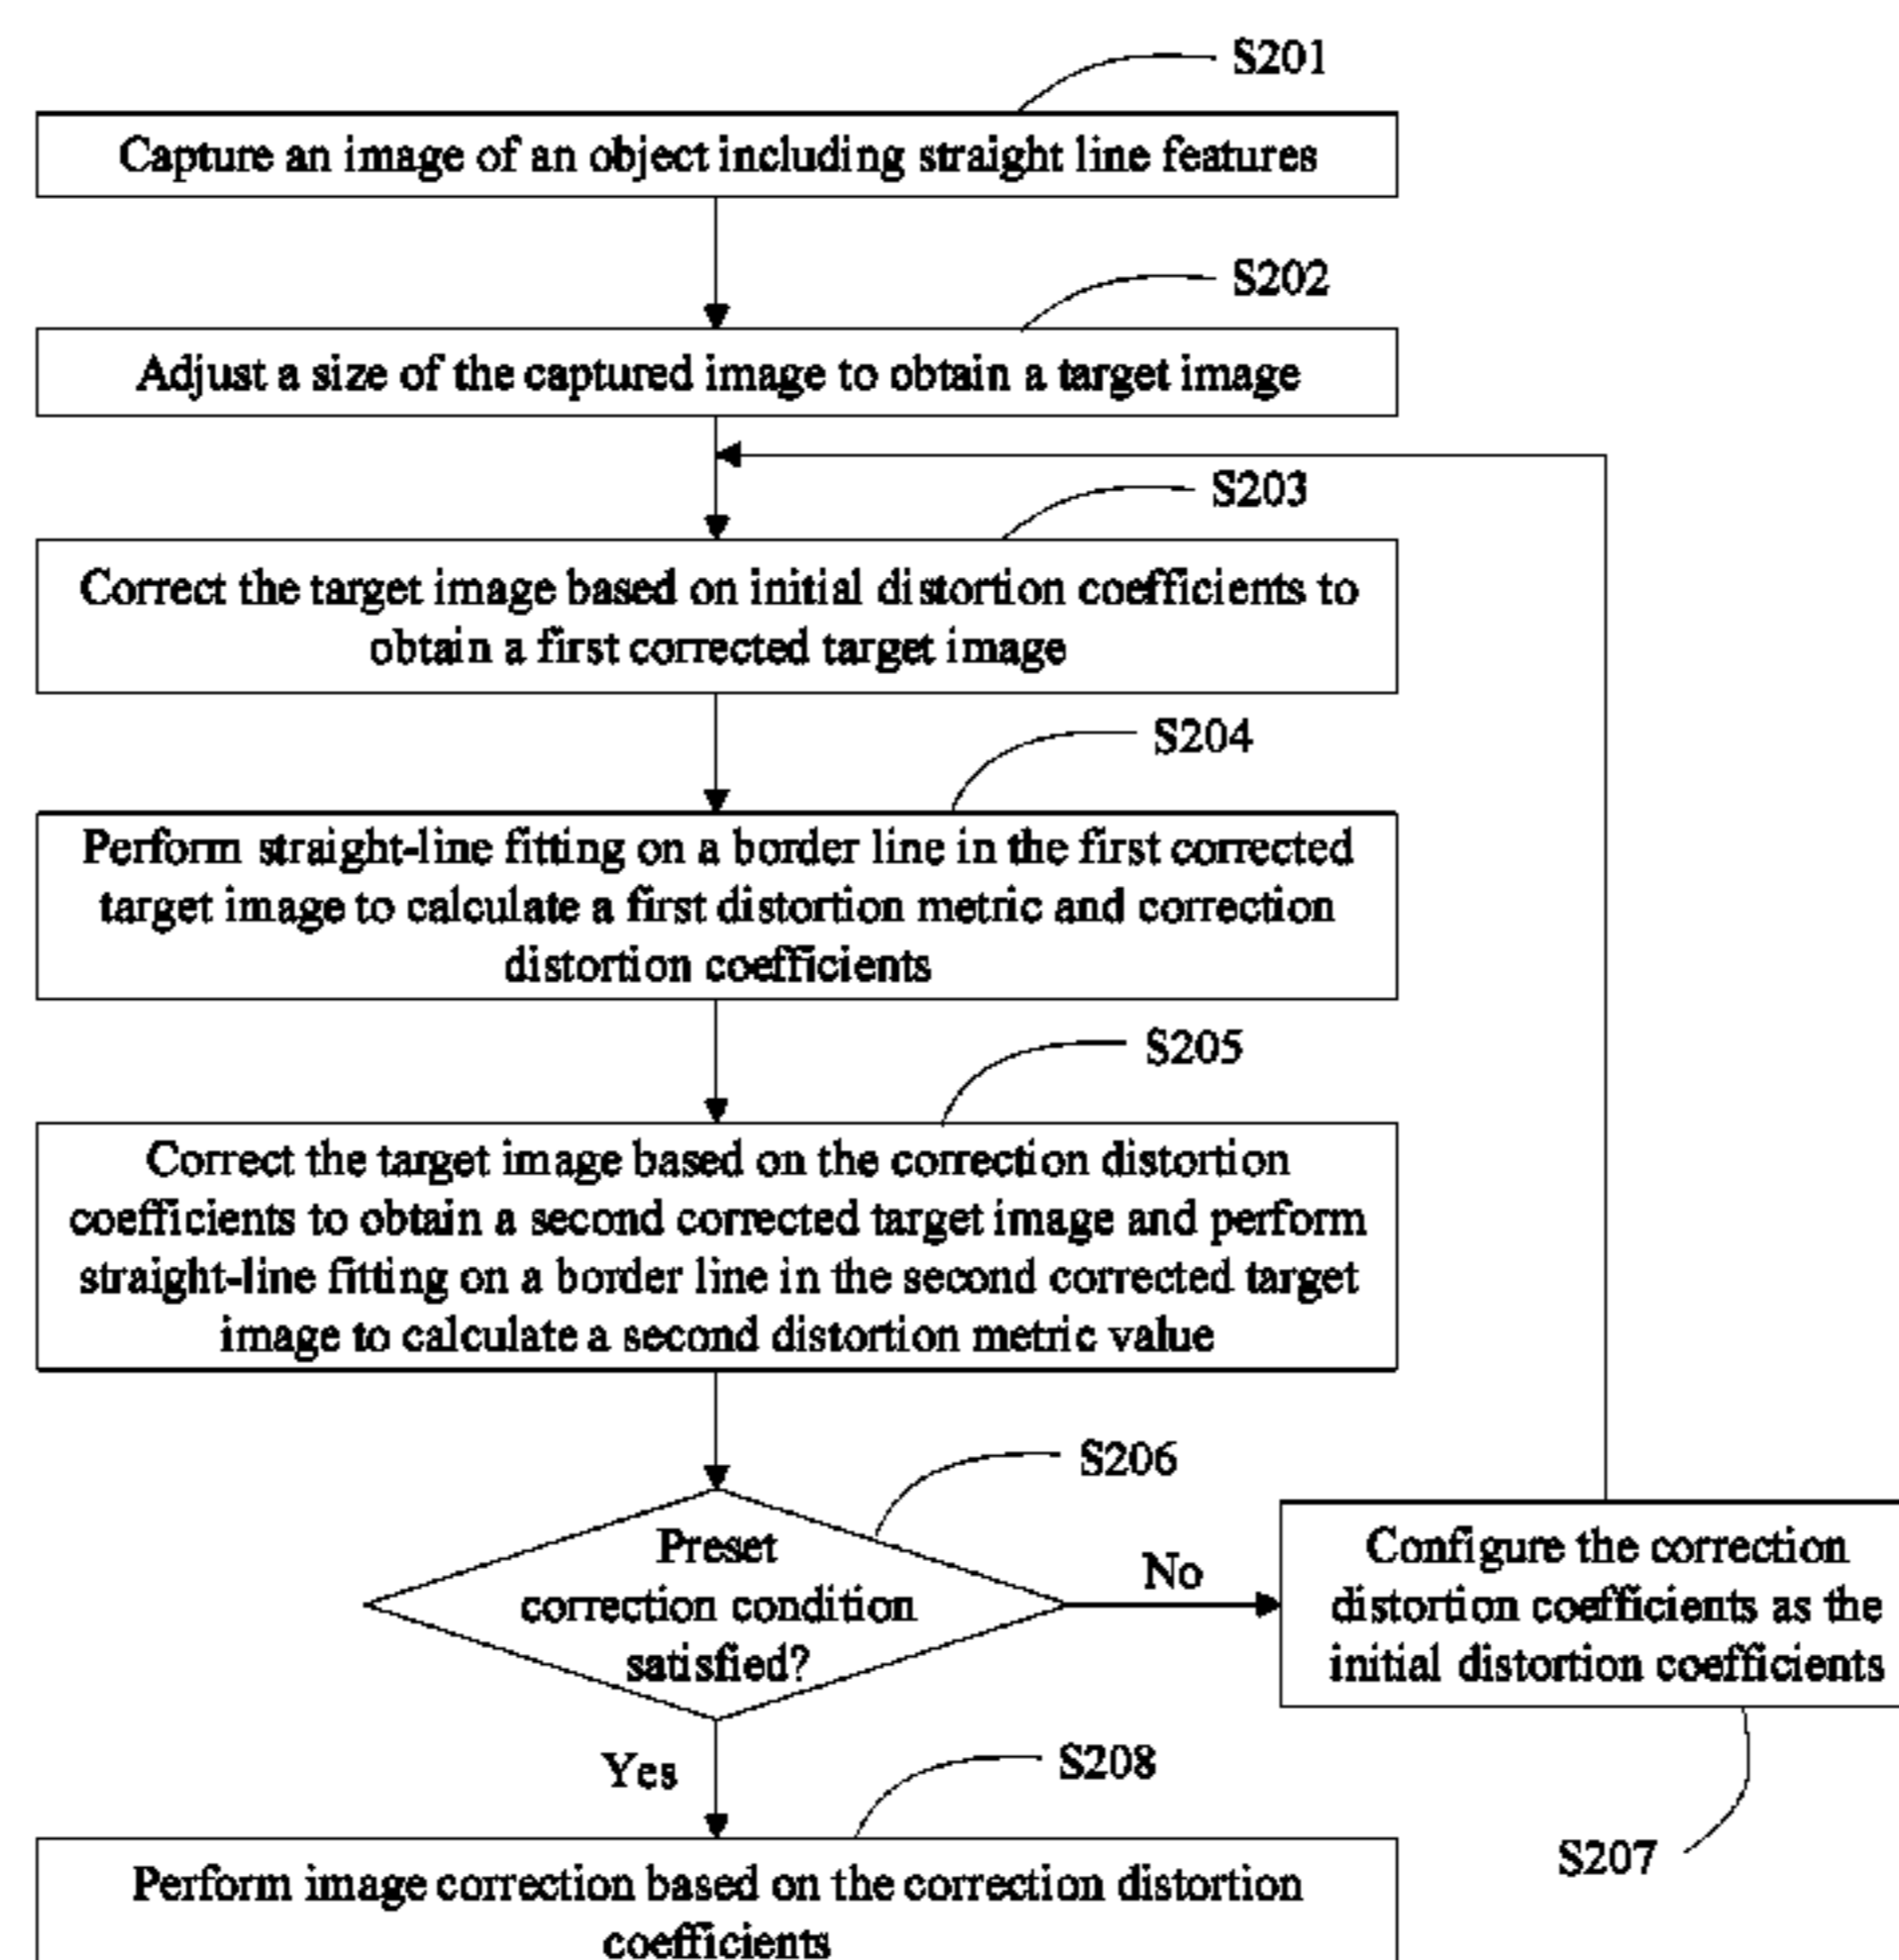 S201
Capture an image of an object including straight line features
S202
Adjust a size of the captured image to obtain a target image
S203
Correct the target image based on initial distortion coefficients to
obtain a first corrected target image
S204
Perform straight-line fitting on a border line in the first corrected
target image to calculate a first distortion metric and correction
distortion coefficients
S205
Correct the target image based on the correction distortion
coefficients to obtain a second corrected target image and perform
straight-line fitting on a border line in the second corrected target
image to calculate a second distortion metric value
S206
Preset
correction condition
satisfied?
No
Configure the correction
distortion coefficients as the
initial distortion coefficients
S207
Yes
S208
Perform image correction based on the correction distortion
coefficients